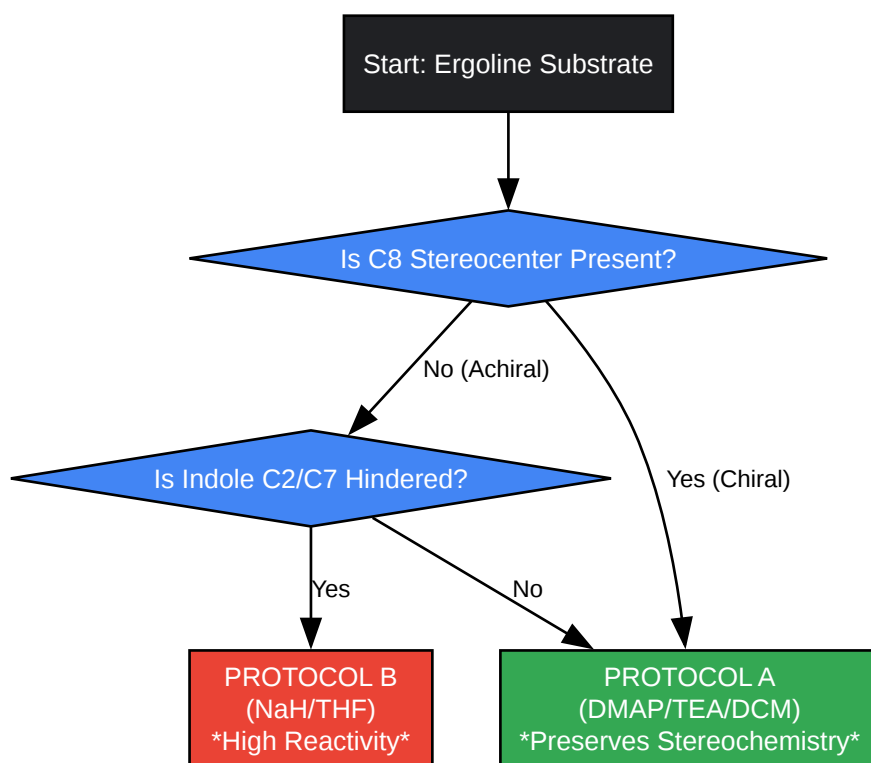 Start: Ergoline Substrate
Is C8 Stereocenter Present?
No (Achiral)
Is Indole C2/C7 Hindered?
Yes (Chiral)
Yes
No
PROTOCOL B
(NaH/THF)
*High Reactivity*
PROTOCOL A
(DMAP/TEA/DCM)
*Preserves Stereochemistry*